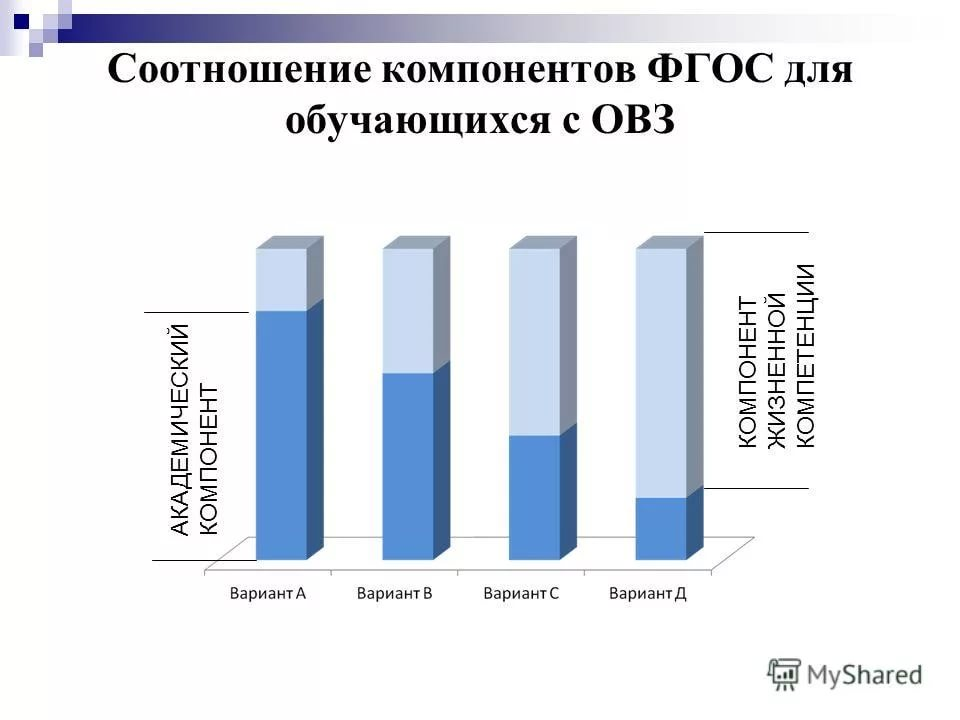 Соотношение компонентов ФГОС для
обучающихся с ОВЗ
АКАДЕМИЧЕСКИЙ
КОМПОНЕНТ
КОМПОНЕНТ
ЖИЗНЕННОЙ
КОМПЕТЕНЦИИ
Вариант А
Вариант В
Вариант С
Вариант Д
MyShared